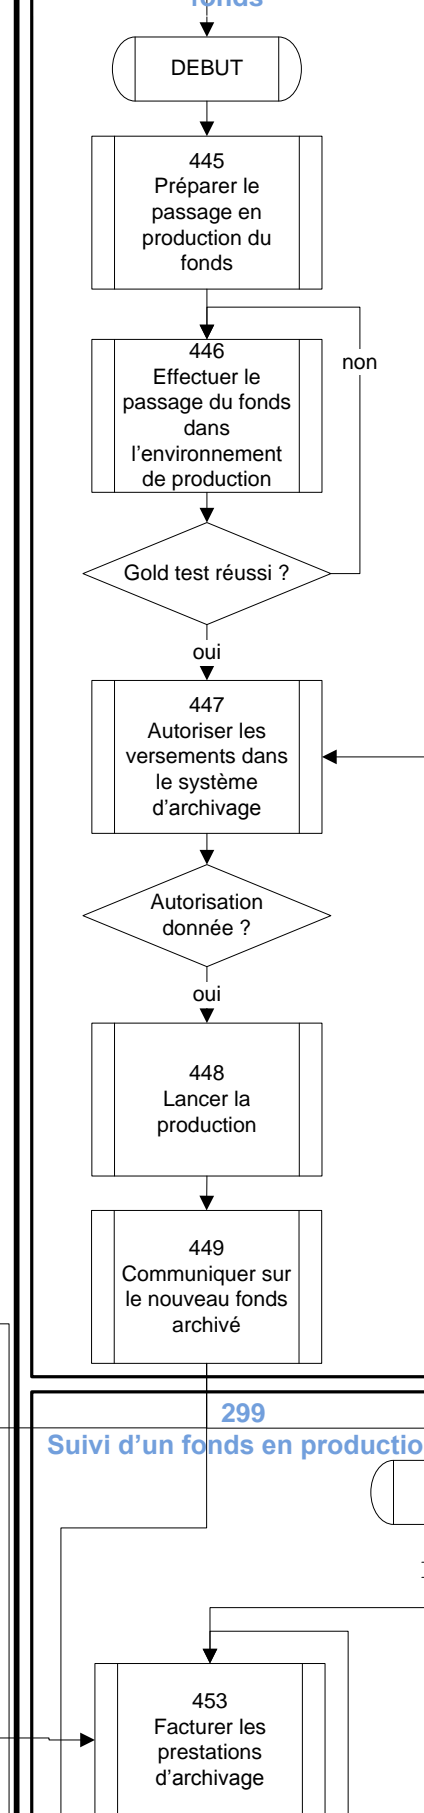 fonds
DEBUT
445
Préparer le
passage en
production du
fonds
446
Effectuer le
passage du fonds
dans
l'environnement
de production
non
Gold test réussi ?
oui
447
Autoriser les
versements dans
le système
d'archivage
Autorisation
donnée ?
oui
448
Lancer la
production
449
Communiquer sur
le nouveau fonds
archivé
299
Suivi d'un fonds en productio
453
Facturer les
prestations
d'archivage